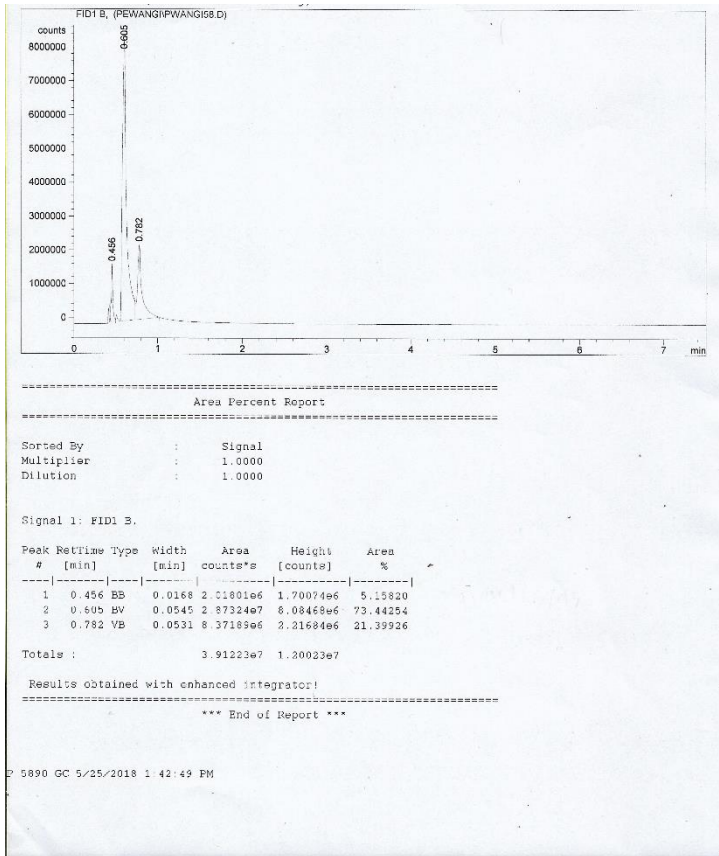 FID1 B, (PEWANGI\PWANGI58.D)
counts
8000000
7000000
6000000
5000000
4000000
3000000
2000000
1000000
0
0.456
0.605
0.782
0 1 2 3 4 5 6 7 min
=====================================================================
Area Percent Report
=====================================================================
Sorted By : Signal
Multiplier : 1.0000
Dilution : 1.0000
Signal 1: FID1 B,
Peak RetTime Type Width Area Height Area
# [min] [min] counts*s [counts] %
----|-------|----|-------|----------|----------|--------|
1 0.456 BB 0.0168 2.01801e6 1.70074e6 5.15820
2 0.605 BV 0.0545 2.87324e7 8.08468e6 73.44254
3 0.782 VB 0.0531 8.37189e6 2.21684e6 21.39926
Totals : 3.91223e7 1.20023e7
Results obtained with enhanced integrator!
=====================================================================
*** End of Report ***
P 5890 GC 5/25/2018 1:42:49 PM